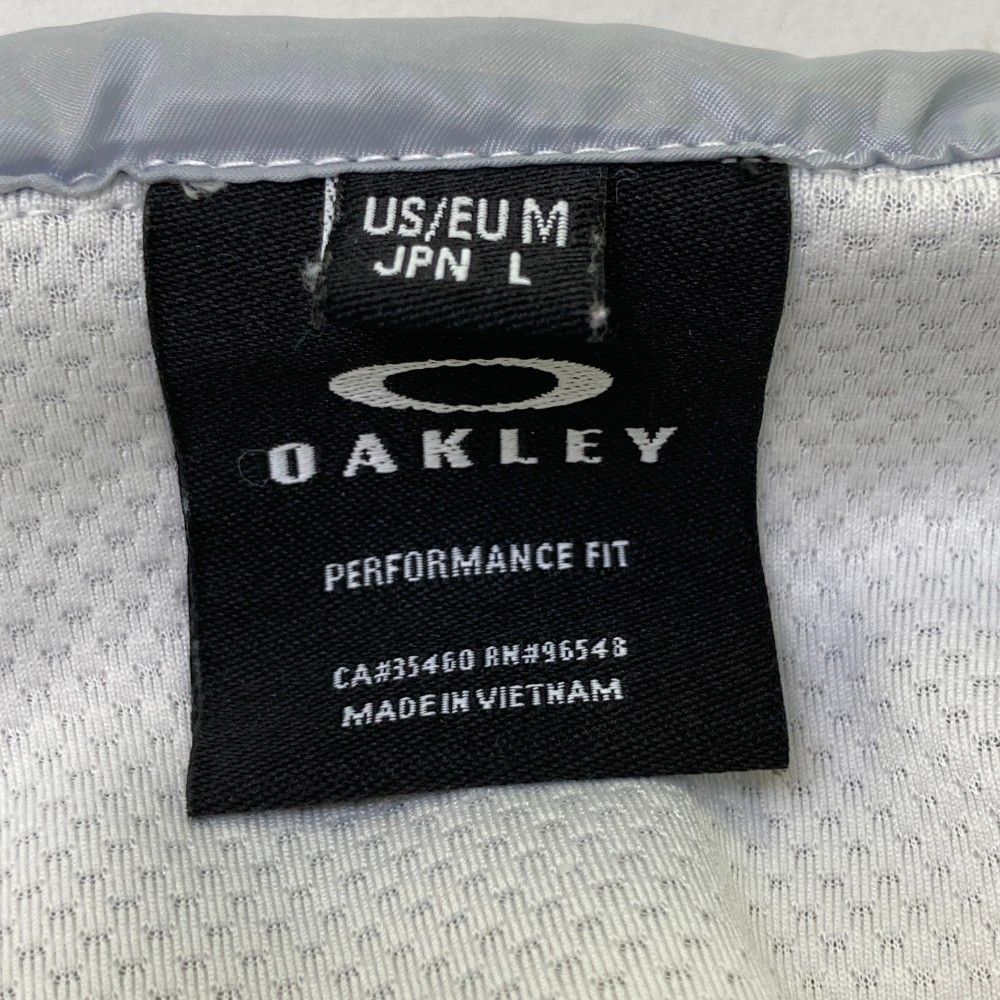 US/EU M
JPN L
OAKLEY
PERFORMANCE FIT
CA#35460 RN#96548
MADE IN VIETNAM